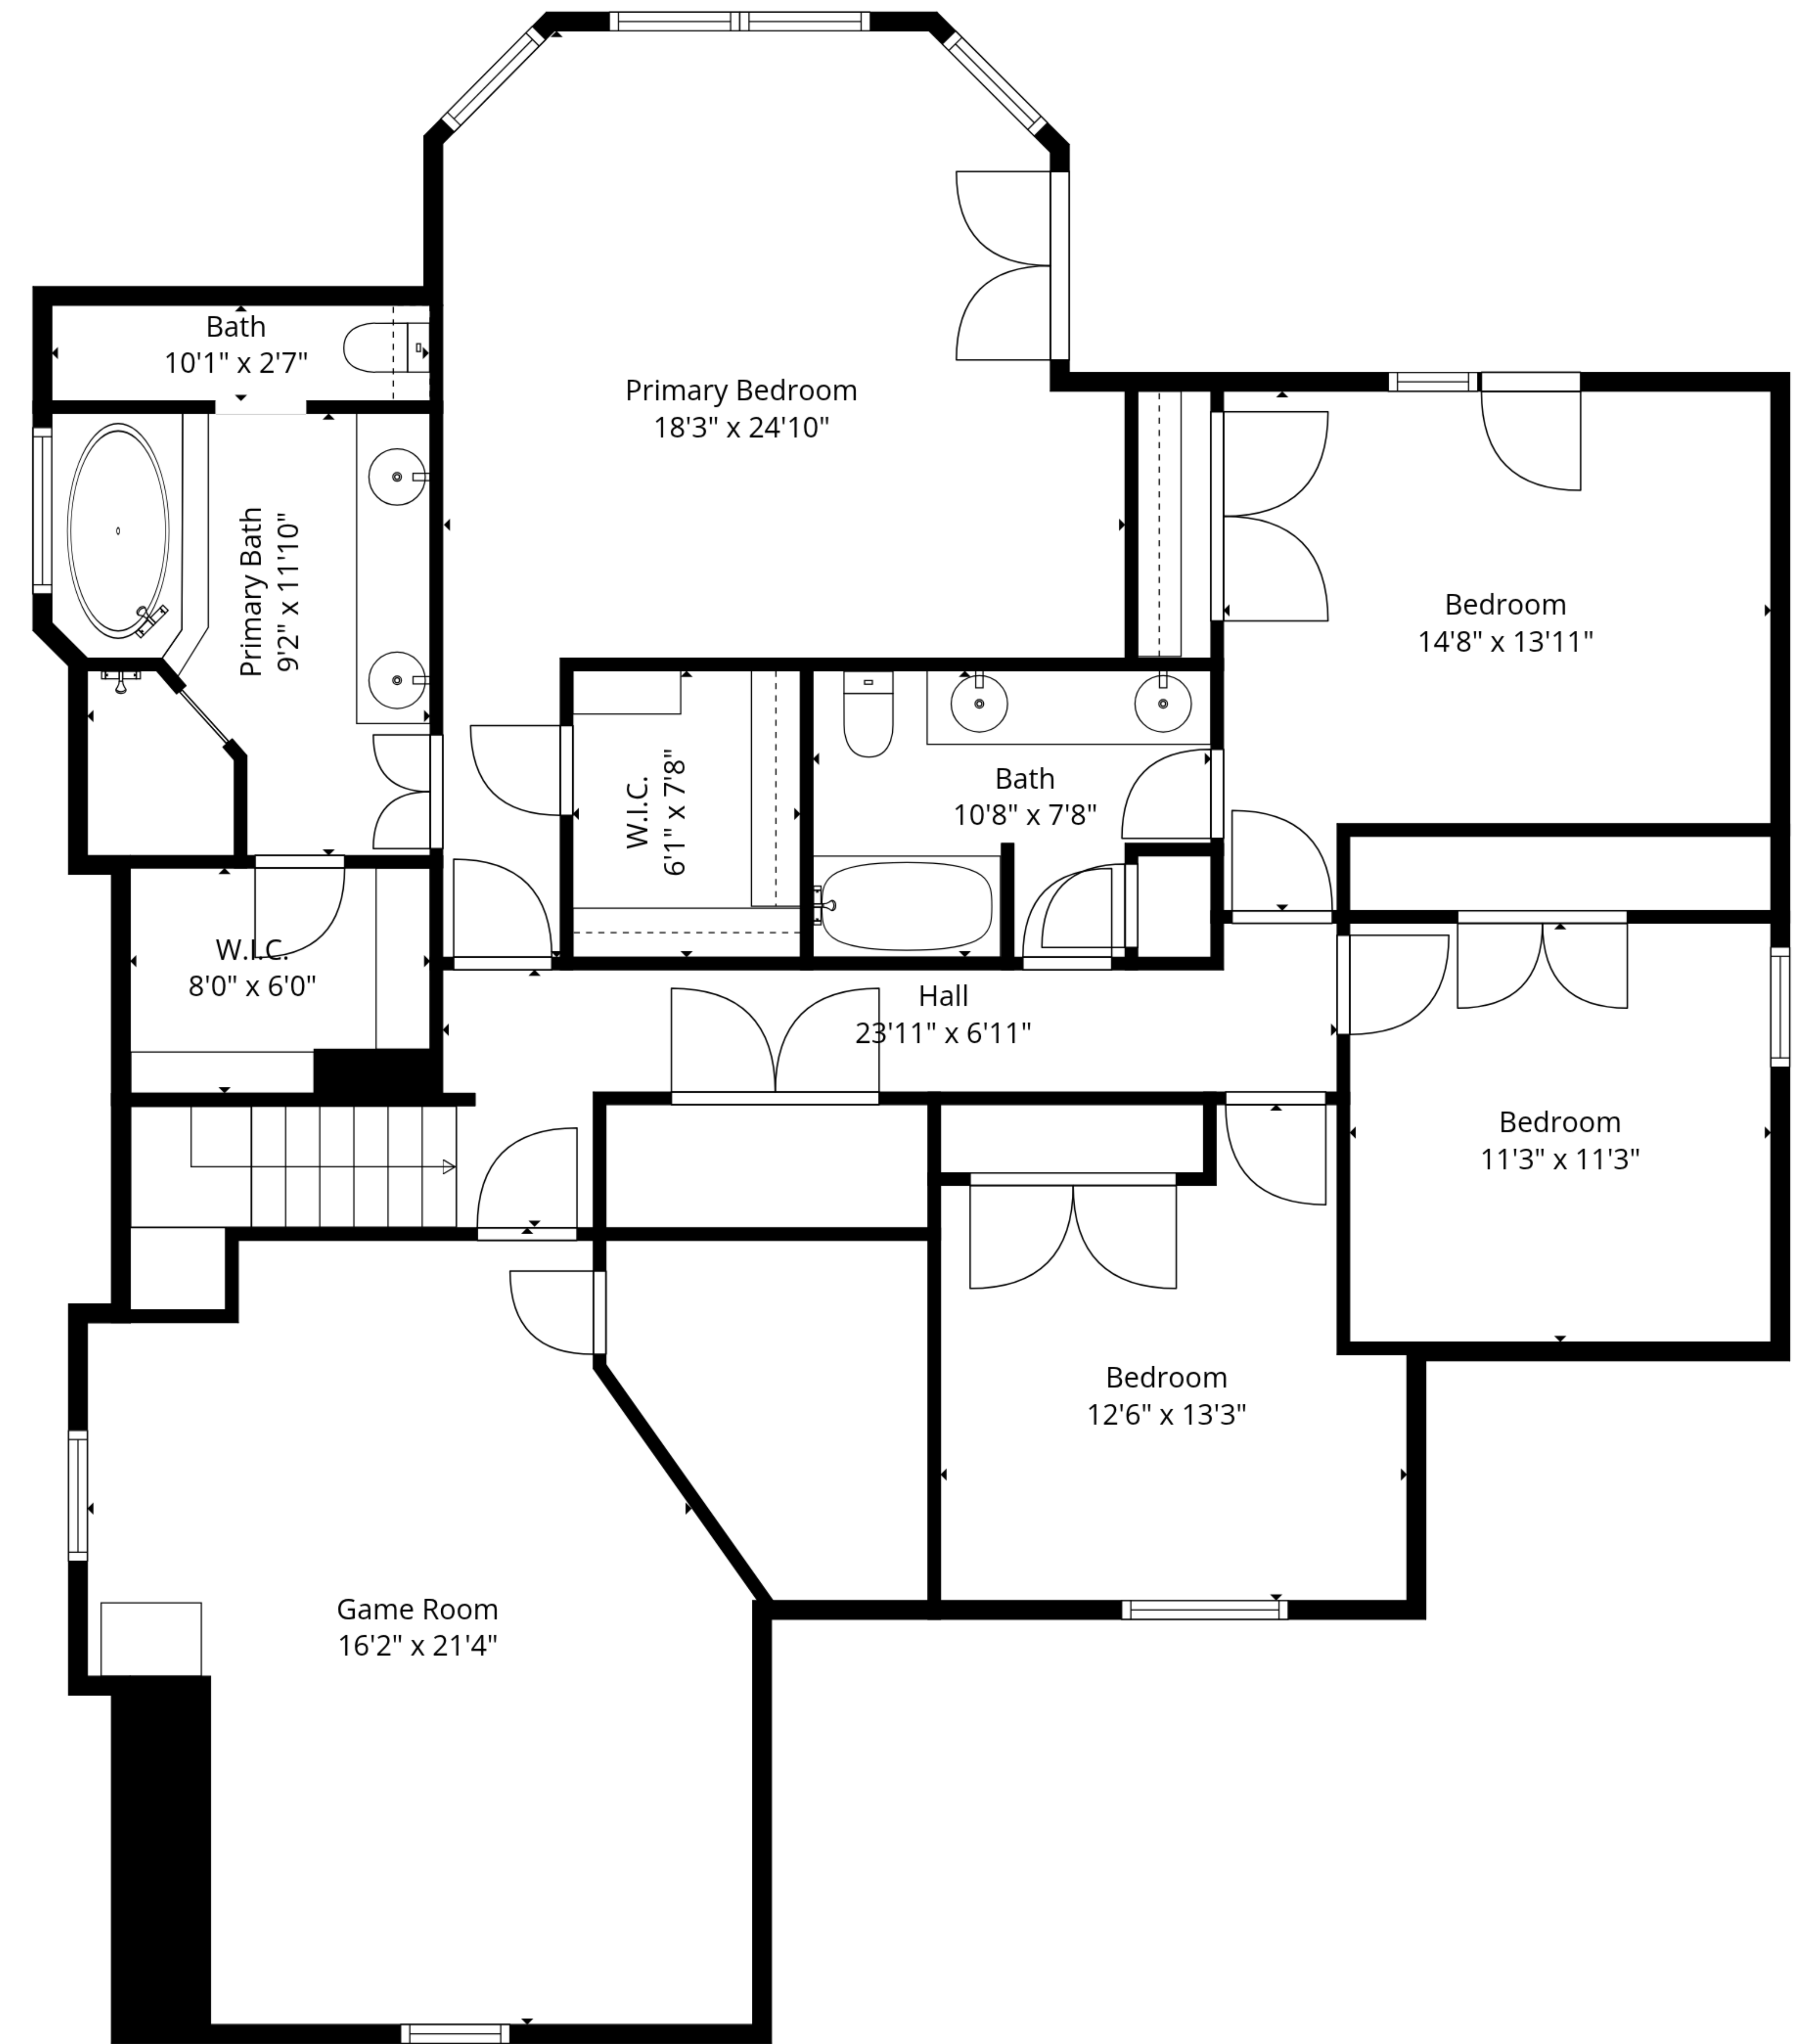 Bath
10'1" x 2'7"
Primary Bedroom
18'3" x 24'10"
Primary Bath
9'2" x 11'10"
Bedroom
14'8" x 13'11"
W.I.C.
6'1" x 7'8"
Bath
10'8" x 7'8"
W.I.C.
8'0" x 6'0"
Hall
23'11" x 6'11"
Bedroom
11'3" x 11'3"
Bedroom
12'6" x 13'3"
Game Room
16'2" x 21'4"